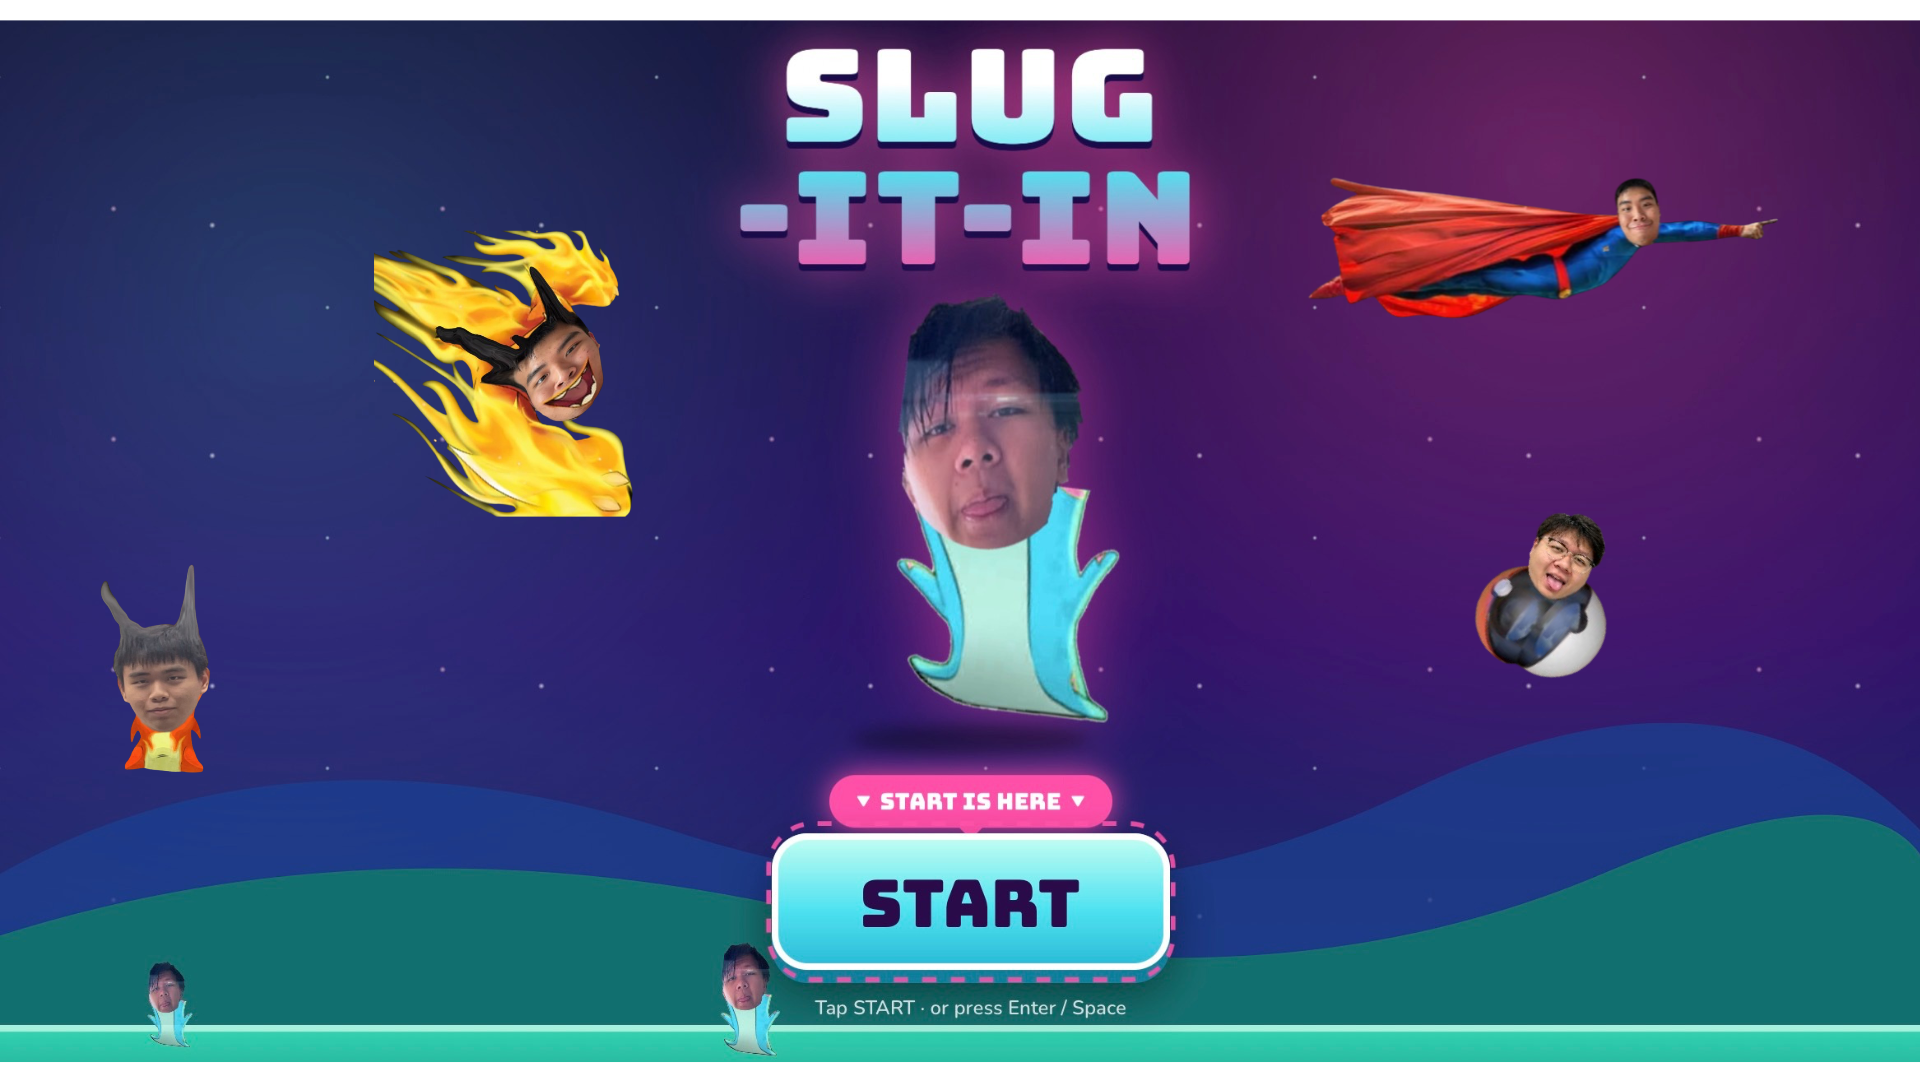 SLUG
-IT-IN
▼ START IS HERE ▼
START
Tap START · or press Enter / Space